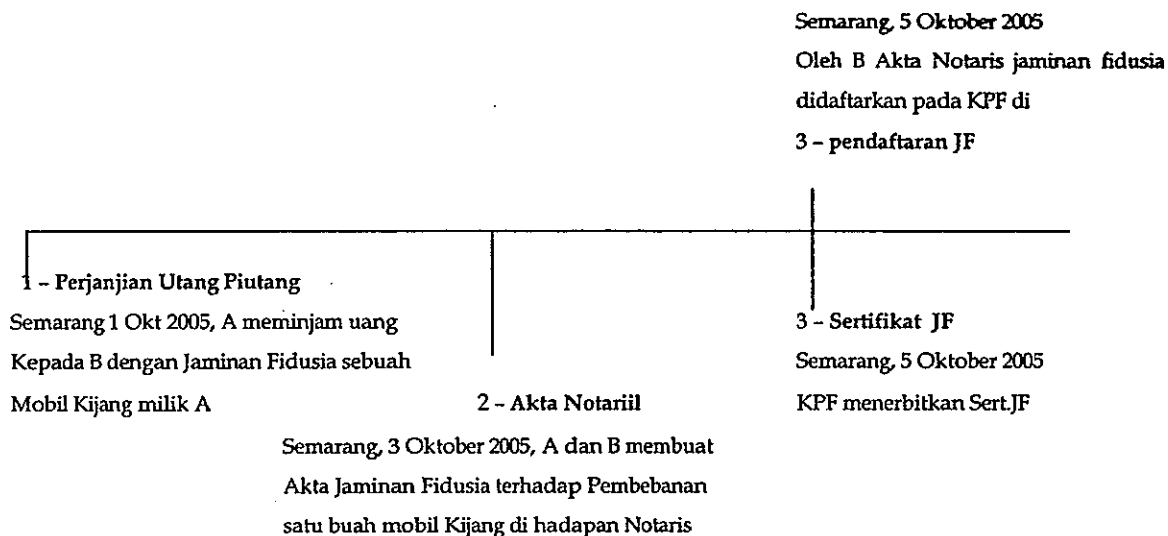 Semarang, 5 Oktober 2005
Oleh B Akta Notaris jaminan fidusia
didaftarkan pada KPF di
3 – pendaftaran JF
1 – Perjanjian Utang Piutang
Semarang 1 Okt 2005, A meminjam uang
Kepada B dengan Jaminan Fidusia sebuah
Mobil Kijang milik A
2 – Akta Notariil
Semarang, 3 Oktober 2005, A dan B membuat
Akta Jaminan Fidusia terhadap Pembebanan
satu buah mobil Kijang di hadapan Notaris
3 – Sertifikat JF
Semarang, 5 Oktober 2005
KPF menerbitkan Sert.JF